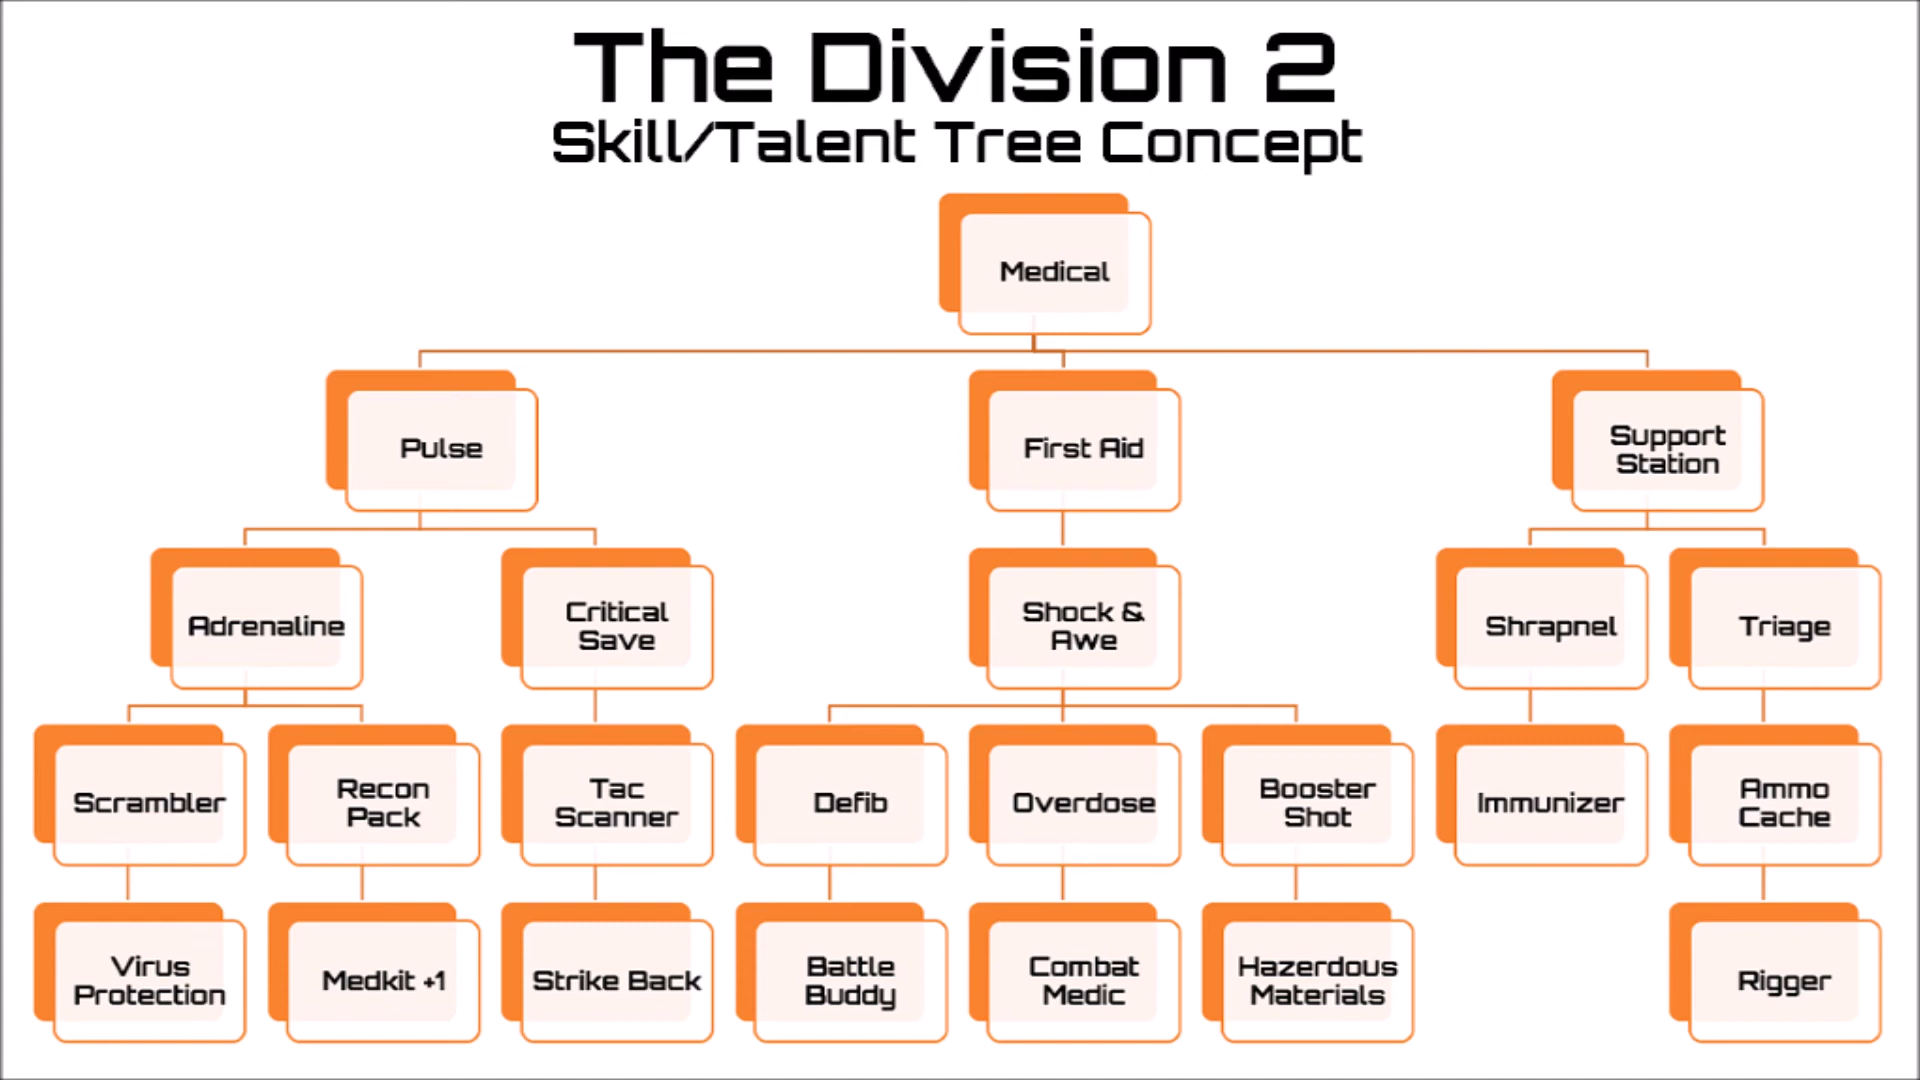 The Division 2
Skill/Talent Tree Concept
Medical
Pulse
First Aid
Support
Station
Adrenaline
Critical
Save
Shock &
Awe
Shrapnel
Triage
Scrambler
Recon
Pack
Tac
Scanner
Defib
Overdose
Booster
Shot
Immunizer
Ammo
Cache
Virus
Protection
Medkit +1
Strike Back
Battle
Buddy
Combat
Medic
Hazerdous
Materials
Rigger